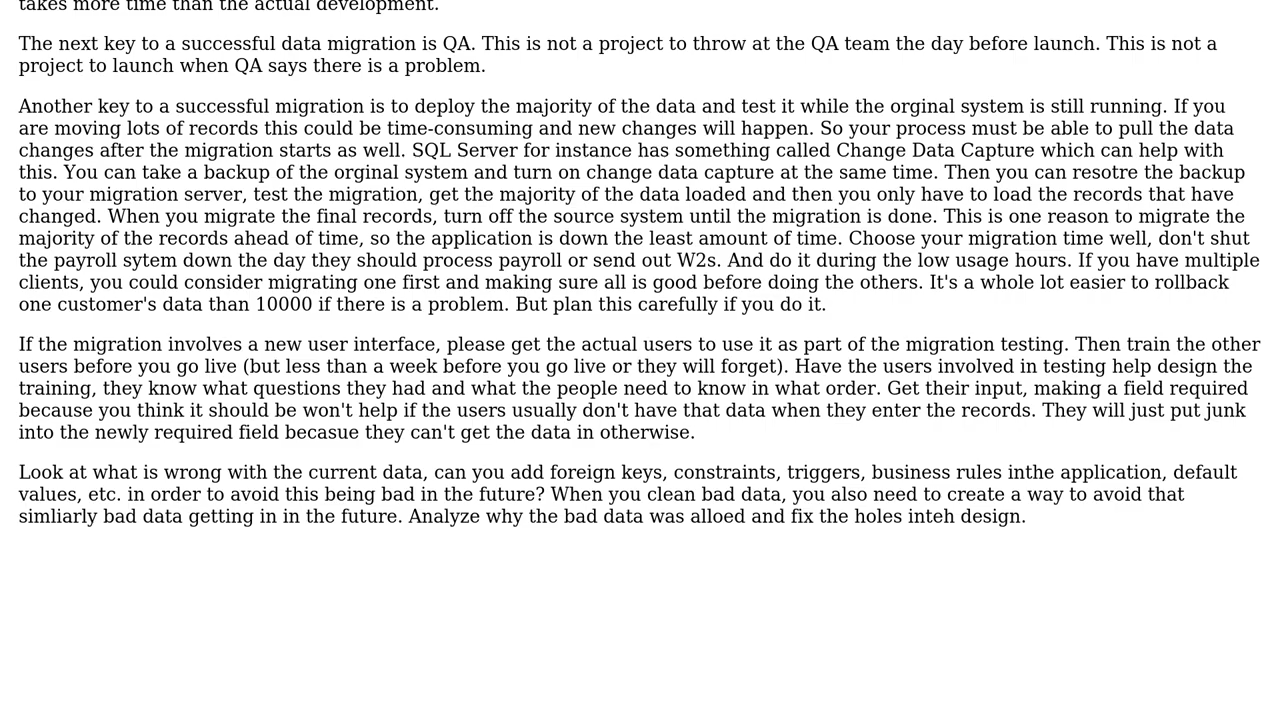 takes more time than the actual development.
The next key to a successful data migration is QA. This is not a project to throw at the QA team the day before launch. This is not a
project to launch when QA says there is a problem.
Another key to a successful migration is to deploy the majority of the data and test it while the orginal system is still running. If you
are moving lots of records this could be time-consuming and new changes will happen. So your process must be able to pull the data
changes after the migration starts as well. SQL Server for instance has something called Change Data Capture which can help with
this. You can take a backup of the orginal system and turn on change data capture at the same time. Then you can resotre the backup
to your migration server, test the migration, get the majority of the data loaded and then you only have to load the records that have
changed. When you migrate the final records, turn off the source system until the migration is done. This is one reason to migrate the
majority of the records ahead of time, so the application is down the least amount of time. Choose your migration time well, don't shut
the payroll sytem down the day they should process payroll or send out W2s. And do it during the low usage hours. If you have multiple
clients, you could consider migrating one first and making sure all is good before doing the others. It's a whole lot easier to rollback
one customer's data than 10000 if there is a problem. But plan this carefully if you do it.
If the migration involves a new user interface, please get the actual users to use it as part of the migration testing. Then train the other
users before you go live (but less than a week before you go live or they will forget). Have the users involved in testing help design the
training, they know what questions they had and what the people need to know in what order. Get their input, making a field required
because you think it should be won't help if the users usually don't have that data when they enter the records. They will just put junk
into the newly required field becasue they can't get the data in otherwise.
Look at what is wrong with the current data, can you add foreign keys, constraints, triggers, business rules inthe application, default
values, etc. in order to avoid this being bad in the future? When you clean bad data, you also need to create a way to avoid that
simliarly bad data getting in in the future. Analyze why the bad data was alloed and fix the holes inteh design.